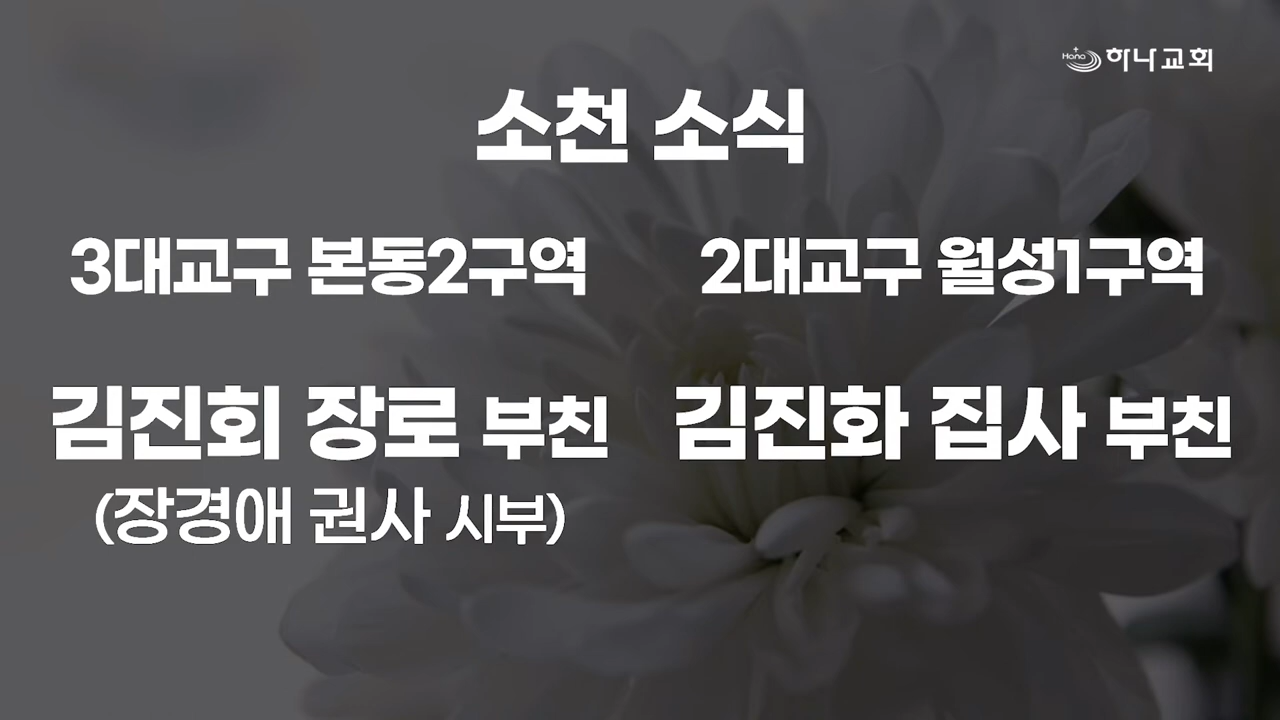 Hana 하나교회
소천 소식
3대교구 본동2구역
김진회 장로 부친
(장경애 권사 시부)
2대교구 월성1구역
김진화 집사 부친